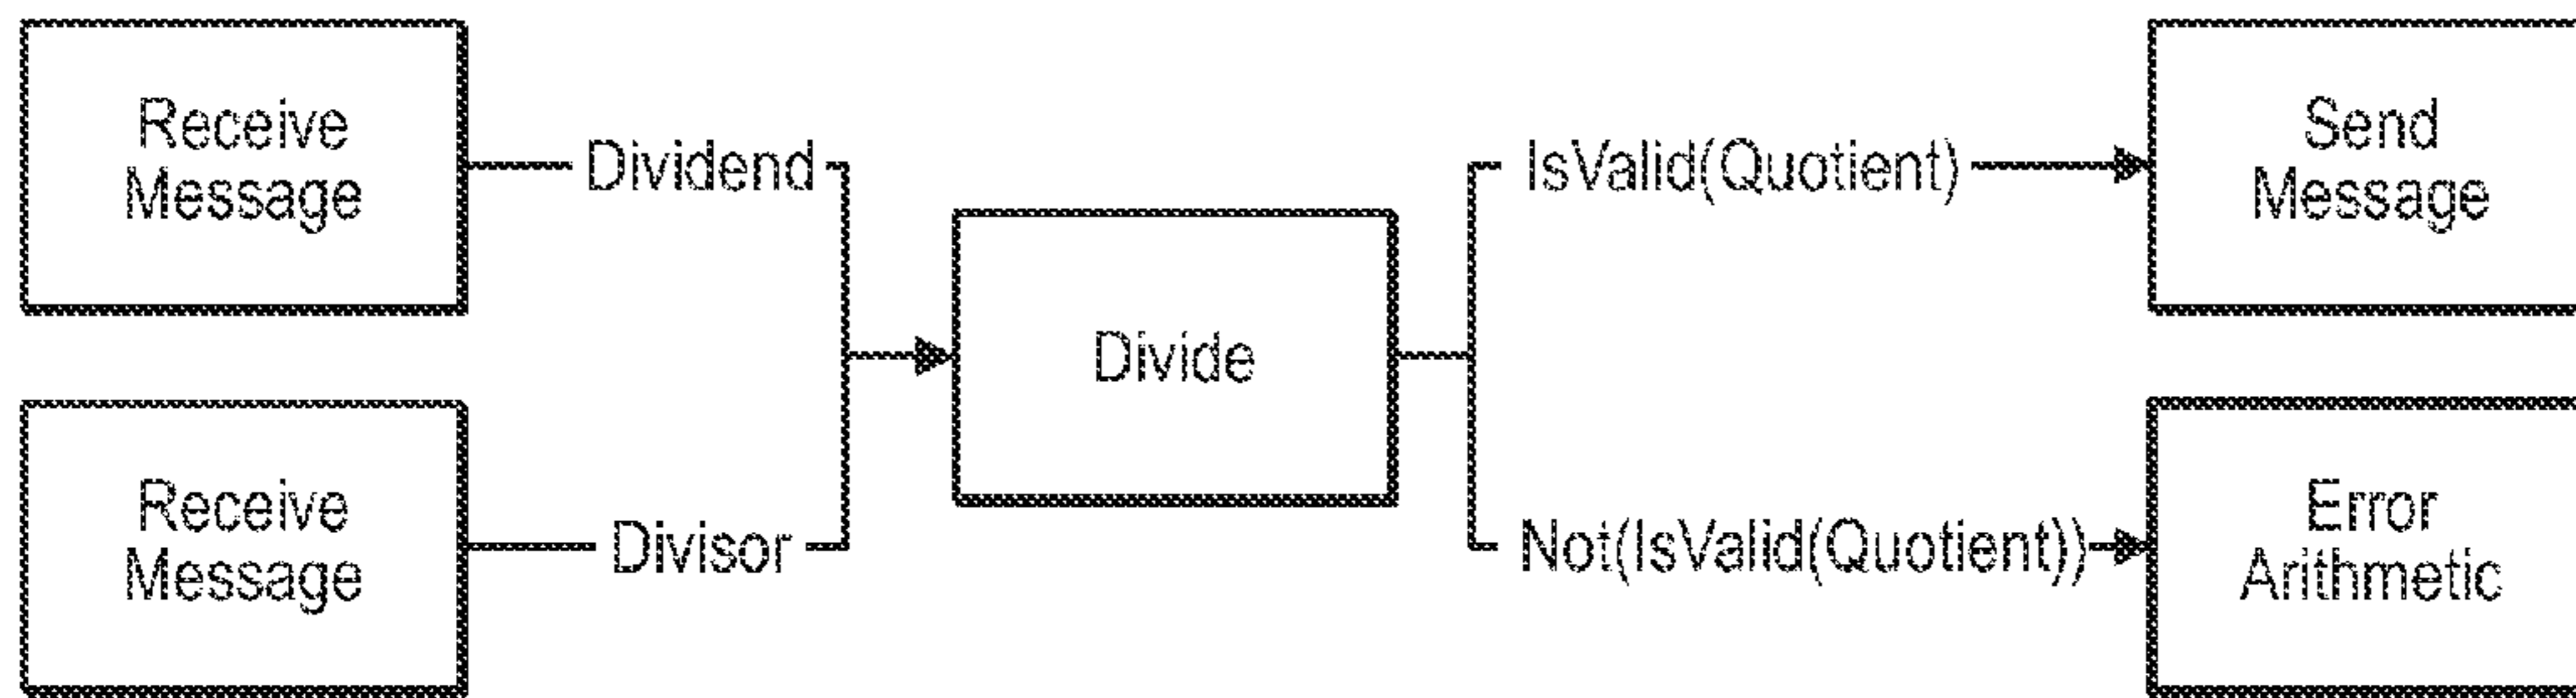 Receive
Message
Dividend
Receive
Message
Divisor
Divide
IsValid(Quotient)
Send
Message
Not(IsValid(Quotient))
Error
Arithmetic